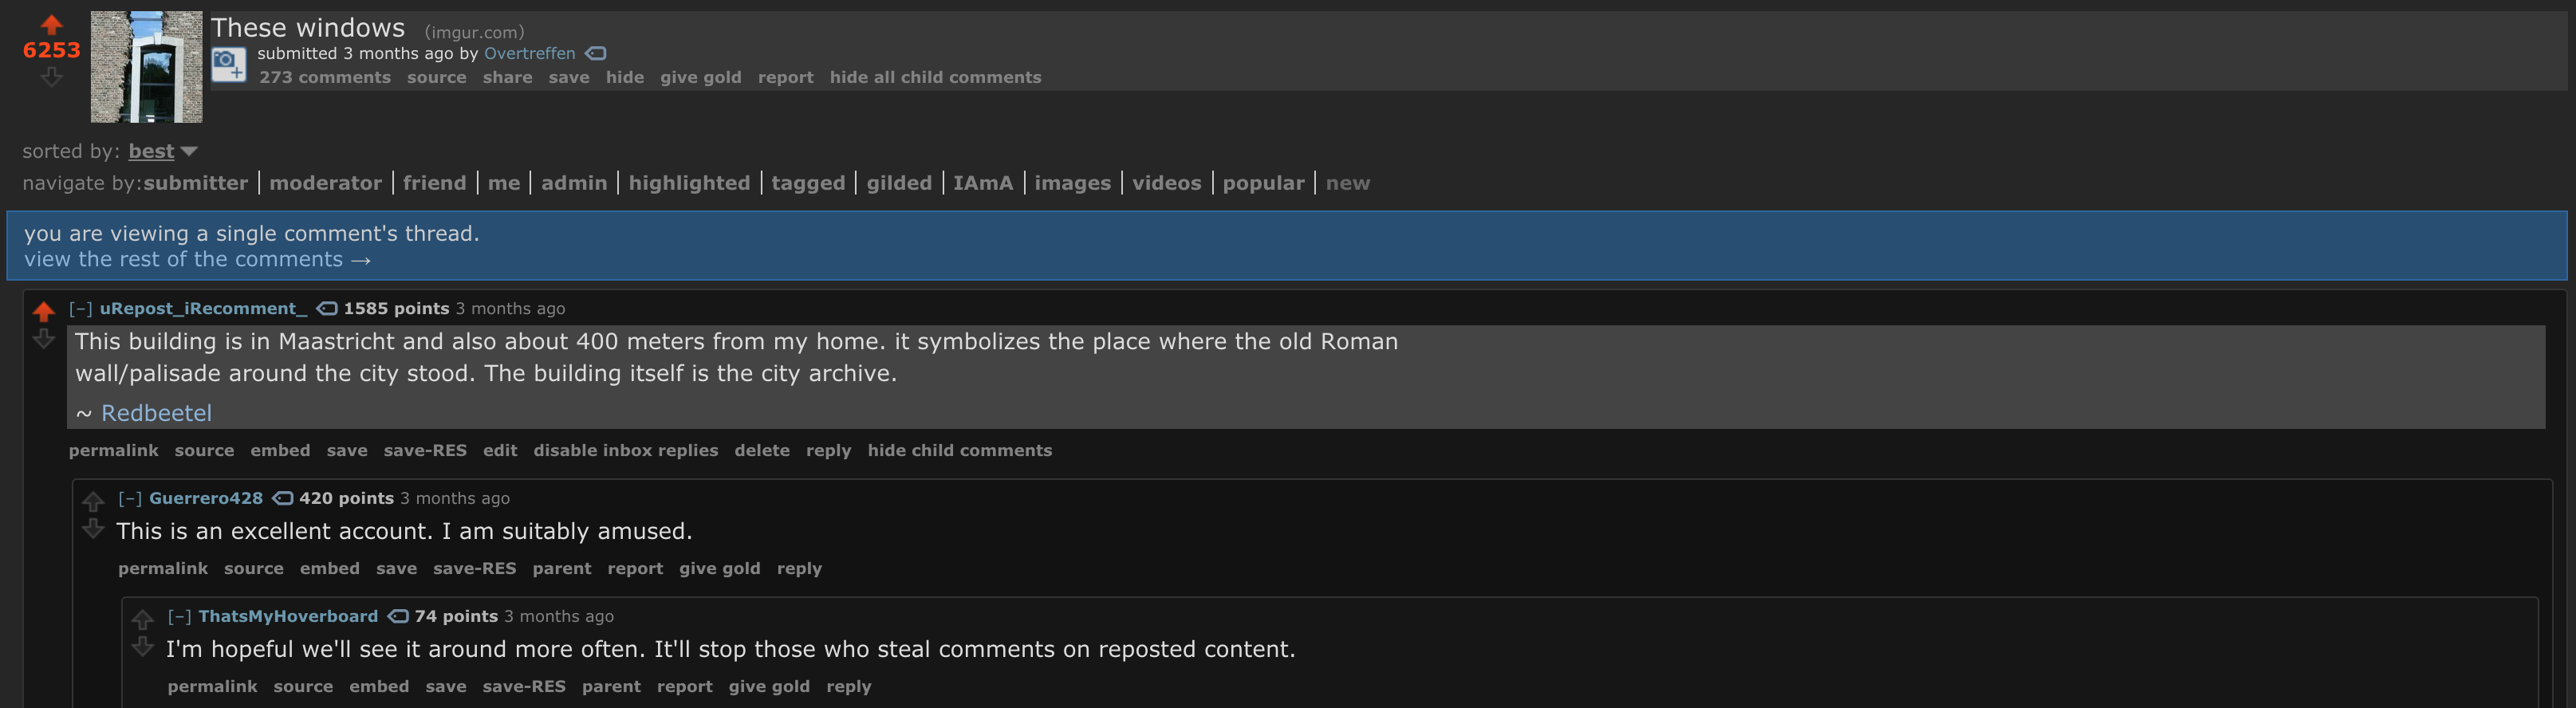 These windows (imgur.com)
6253
submitted 3 months ago by Overtreffen
273 comments source share save hide give gold report hide all child comments
sorted by: best
navigate by:submitter | moderator | friend | me | admin | highlighted | tagged | gilded | IAmA | images | videos | popular | new
you are viewing a single comment's thread.
view the rest of the comments →
[–] uRepost_iRecomment_ 1585 points 3 months ago
This building is in Maastricht and also about 400 meters from my home. it symbolizes the place where the old Roman
wall/palisade around the city stood. The building itself is the city archive.
~ Redbeetel
permalink source embed save save-RES edit disable inbox replies delete reply hide child comments
[–] Guerrero428 420 points 3 months ago
This is an excellent account. I am suitably amused.
permalink source embed save save-RES parent report give gold reply
[–] ThatsMyHoverboard 74 points 3 months ago
I'm hopeful we'll see it around more often. It'll stop those who steal comments on reposted content.
permalink source embed save save-RES parent report give gold reply